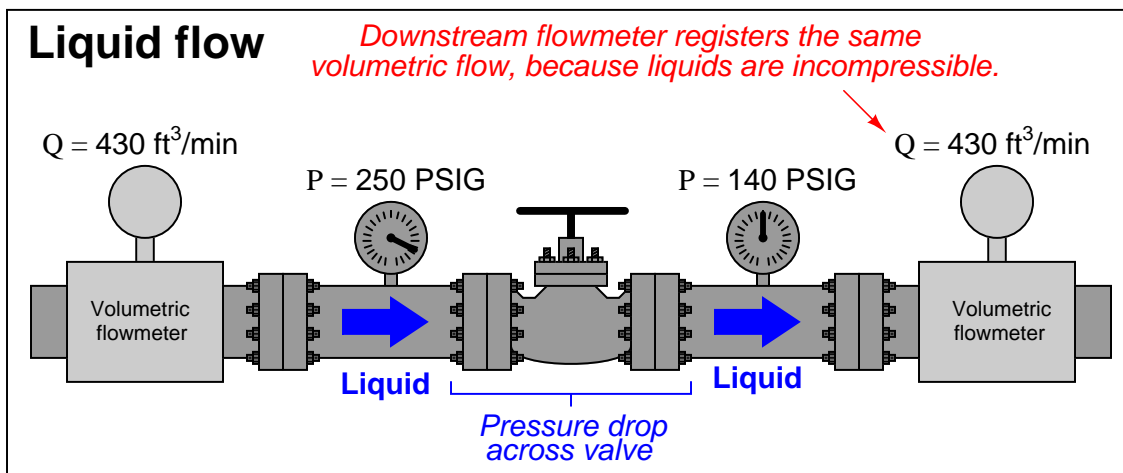 Liquid flow
Downstream flowmeter registers the same
volumetric flow, because liquids are incompressible.
Q = 430 ft³/min
Q = 430 ft³/min
P = 250 PSIG
P = 140 PSIG
Volumetric
flowmeter
Volumetric
flowmeter
Liquid
Liquid
Pressure drop
across valve